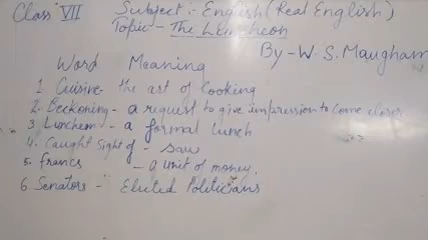 Class VII Subject: English (Real English)
Topic - The Luncheon
By - W. S. Maugham
Word Meaning
1 Cuisine - the art of Cooking
2. Beckoning - a request to give impression to come closer
3 Luncheon - a formal lunch
4. Caught Sight of - saw
5. Francs - a unit of money.
6. Senators - Elected Politicians